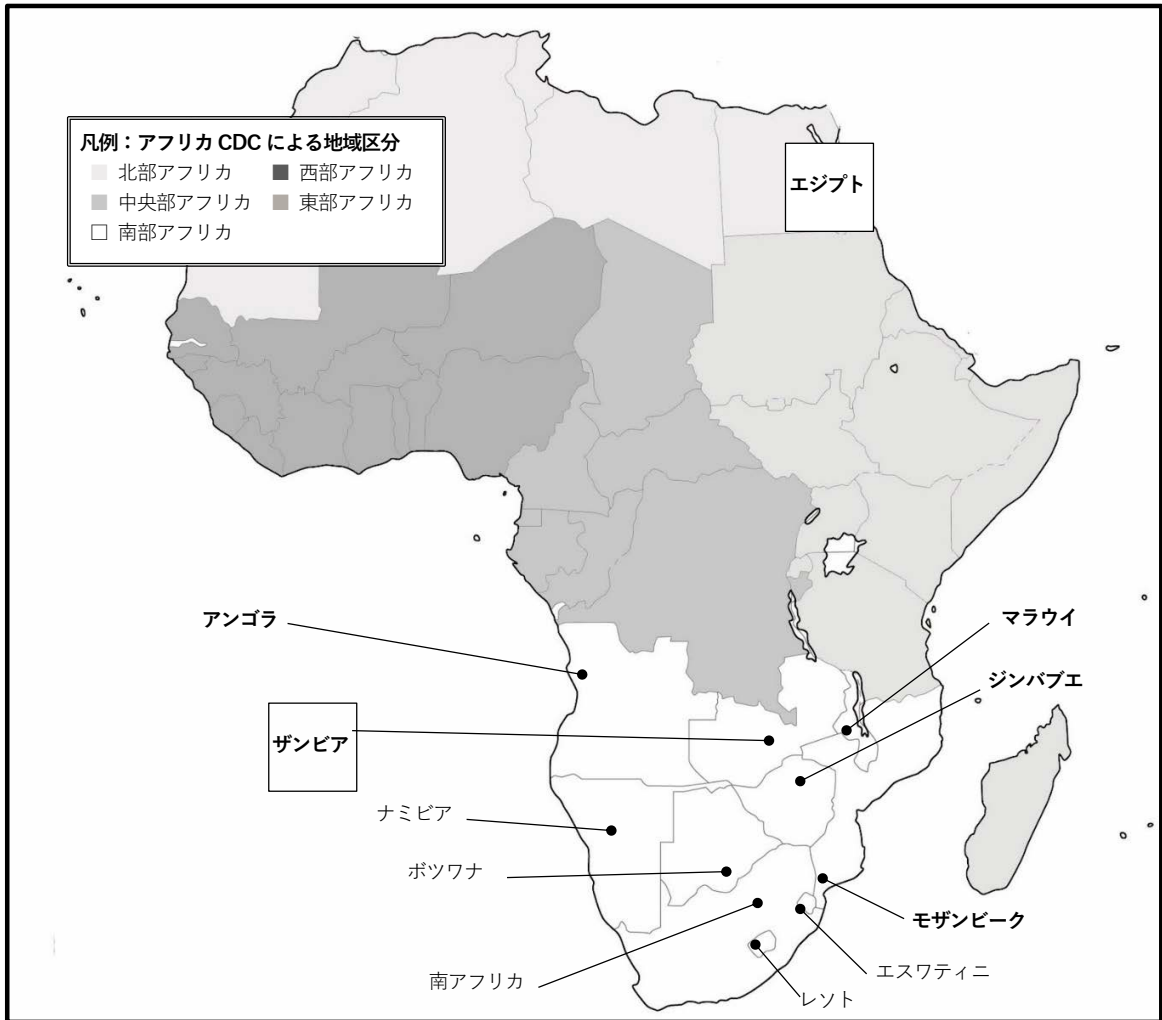 凡例：アフリカ CDC による地域区分
北部アフリカ 西部アフリカ
中央部アフリカ 東部アフリカ
南部アフリカ
エジプト
アンゴラ
マラウイ
ジンバブエ
ザンビア
ナミビア
ボツワナ
モザンビーク
エスワティニ
南アフリカ
レソト